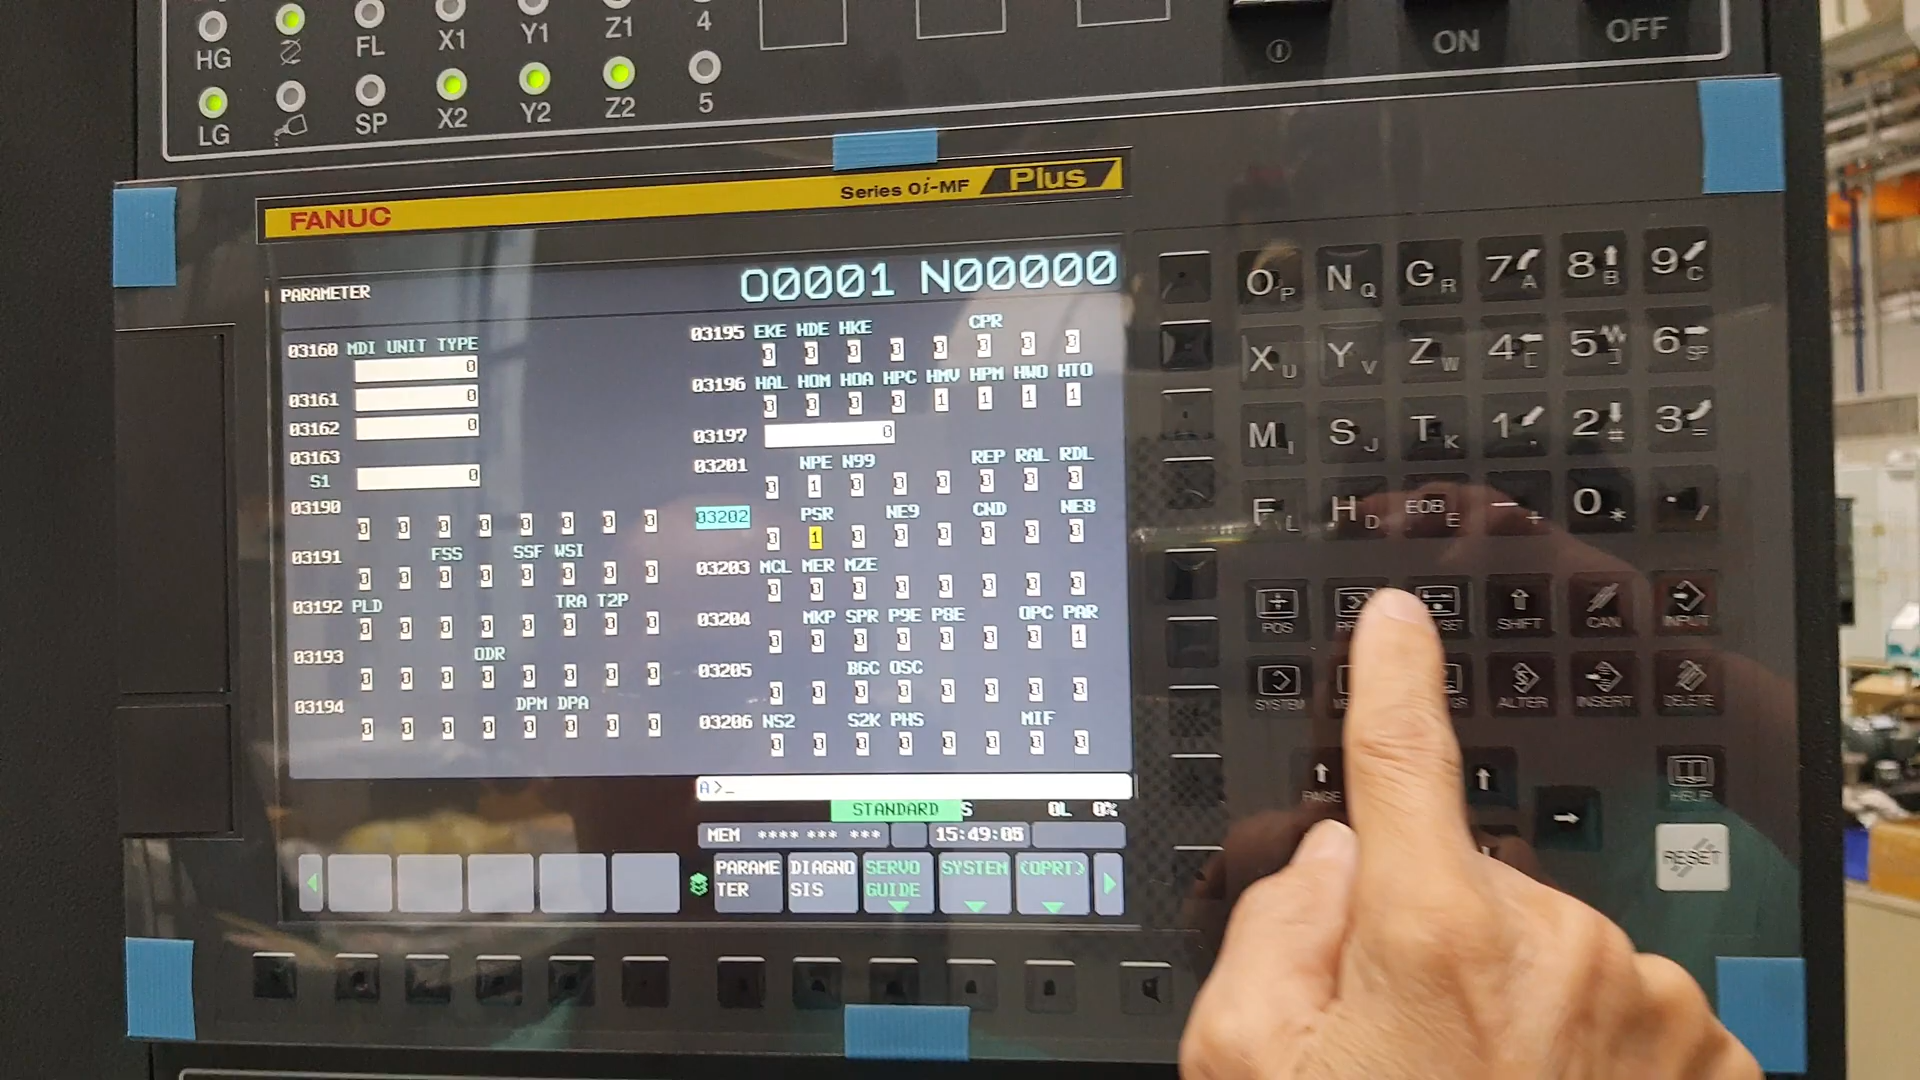 HG FL X1 Y1 Z1 4
LG SP X2 Y2 Z2 5
ON OFF
Series 0i-MF Plus
FANUC
PARAMETER O0001 N00000
03160 MDI UNIT TYPE
0
03161 0
03162 0
03163
S1 0
03190
0 0 0 0 0 0 0 0
03191 FSS SSF WSI
0 0 0 0 0 0 0 0
03192 PLD TRA T2P
0 0 0 0 0 0 0 0
03193 ODR
0 0 0 0 0 0 0 0
03194 DPM DPA
0 0 0 0 0 0 0 0
03195 EKE HDE HKE CPR
0 0 0 0 0 0 0 0
03196 HAL HOM HOA HPC HMV HPM HWO HTO
0 0 0 0 1 1 1 1
03197 0
03201 NPE N99 REP RAL RDL
0 1 0 0 0 0 0 0
03202 PSR NE9 CND NE8
0 1 0 0 0 0 0 0
03203 MCL MER MZE
0 0 0 0 0 0 0 0
03204 MKP SPR P9E P8E OPC PAR
0 0 0 0 0 0 0 1
03205 BGC OSC
0 0 0 0 0 0 0 0
03206 NS2 S2K PHS MIF
0 0 0 0 0 0 0 0
A>_
STANDARD S 0L 0%
MEM **** *** *** 15:49:05
PARAME
TER
DIAGNO
SIS
SERVO
GUIDE
SYSTEM
(OPRT)
O P N Q G R 7 A 8 B 9 C
X U Y V Z W 4 [ 5 ] 6 SP
M I S J T K 1 , 2 # 3 =
F L H D EOB E - + 0 * . /
POS SHIFT CAN INPUT
SYSTEM ALTER INSERT DELETE
PAGE HELP
RESET